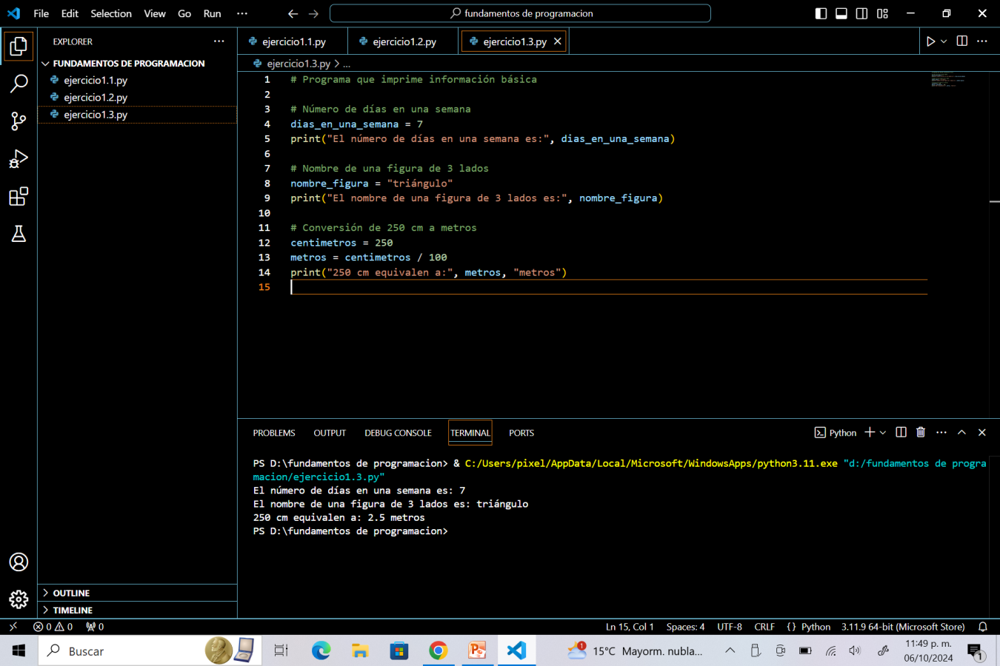 File Edit Selection View Go Run ···
fundamentos de programacion
EXPLORER ···
FUNDAMENTOS DE PROGRAMACION
ejercicio1.1.py
ejercicio1.2.py
ejercicio1.3.py
OUTLINE
TIMELINE
ejercicio1.1.py ejercicio1.2.py ejercicio1.3.py
ejercicio1.3.py > ...
1 # Programa que imprime información básica
2
3 # Número de días en una semana
4 dias_en_una_semana = 7
5 print("El número de días en una semana es:", dias_en_una_semana)
6
7 # Nombre de una figura de 3 lados
8 nombre_figura = "triángulo"
9 print("El nombre de una figura de 3 lados es:", nombre_figura)
10
11 # Conversión de 250 cm a metros
12 centimetros = 250
13 metros = centimetros / 100
14 print("250 cm equivalen a:", metros, "metros")
15
PROBLEMS OUTPUT DEBUG CONSOLE TERMINAL PORTS
Python
PS D:\fundamentos de programacion> & C:/Users/pixel/AppData/Local/Microsoft/WindowsApps/python3.11.exe "d:/fundamentos de progra
macion/ejercicio1.3.py"
El número de días en una semana es: 7
El nombre de una figura de 3 lados es: triángulo
250 cm equivalen a: 2.5 metros
PS D:\fundamentos de programacion>
0 0 0
Ln 15, Col 1 Spaces: 4 UTF-8 CRLF {} Python 3.11.9 64-bit (Microsoft Store)
Buscar
1
15°C Mayorm. nubla...
11:49 p. m.
06/10/2024
1